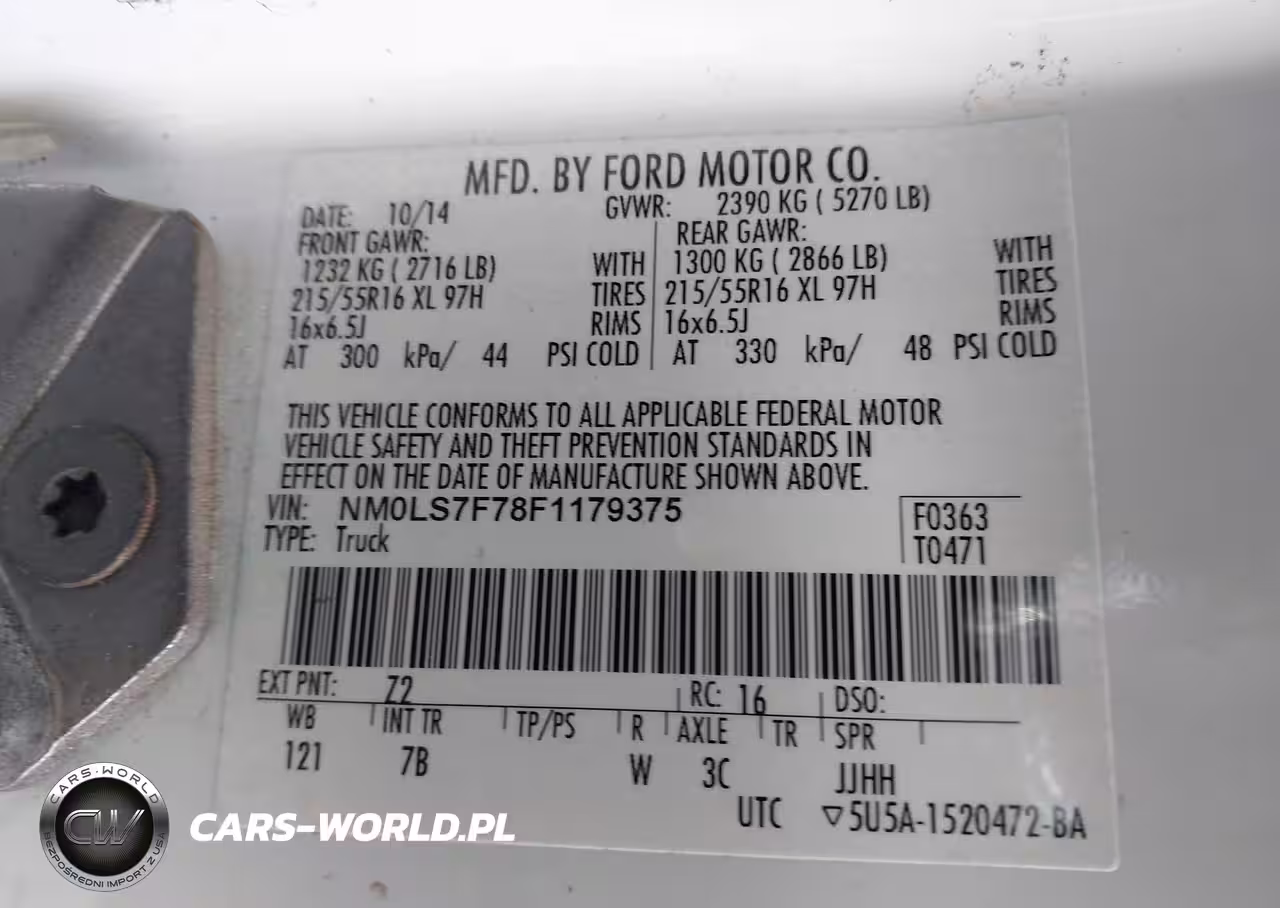 MFD. BY FORD MOTOR CO.
DATE: 10/14 GVWR: 2390 KG ( 5270 LB)
FRONT GAWR: REAR GAWR:
1232 KG ( 2716 LB) WITH 1300 KG ( 2866 LB) WITH
215/55R16 XL 97H TIRES 215/55R16 XL 97H TIRES
16x6.5J RIMS 16x6.5J RIMS
AT 300 kPa/ 44 PSI COLD AT 330 kPa/ 48 PSI COLD
THIS VEHICLE CONFORMS TO ALL APPLICABLE FEDERAL MOTOR
VEHICLE SAFETY AND THEFT PREVENTION STANDARDS IN
EFFECT ON THE DATE OF MANUFACTURE SHOWN ABOVE.
VIN: NM0LS7F78F1179375 F0363
TYPE: Truck T0471
EXT PNT: Z2 RC: 16 DSO:
WB INT TR TP/PS R AXLE TR SPR
121 7B W 3C JJHH
UTC ▽5U5A-1520472-BA
CARS-WORLD
CW
BEZPOŚREDNI IMPORT Z USA
CARS-WORLD.PL